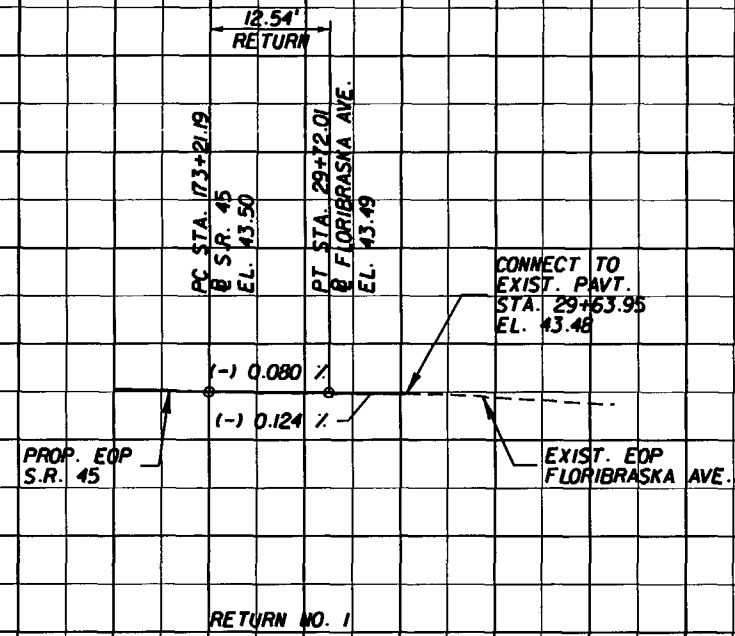 12.54'
RETURN
PC STA. 173+21.19
℄ S.R. 45
EL. 43.50
PT STA. 29+72.01
℄ FLORIBRASKA AVE.
EL. 43.49
CONNECT TO
EXIST. PAVT.
STA. 29+63.95
EL. 43.48
(-) 0.080 %
(-) 0.124 %
PROP. EOP
S.R. 45
EXIST. EOP
FLORIBRASKA AVE.
RETURN NO. 1